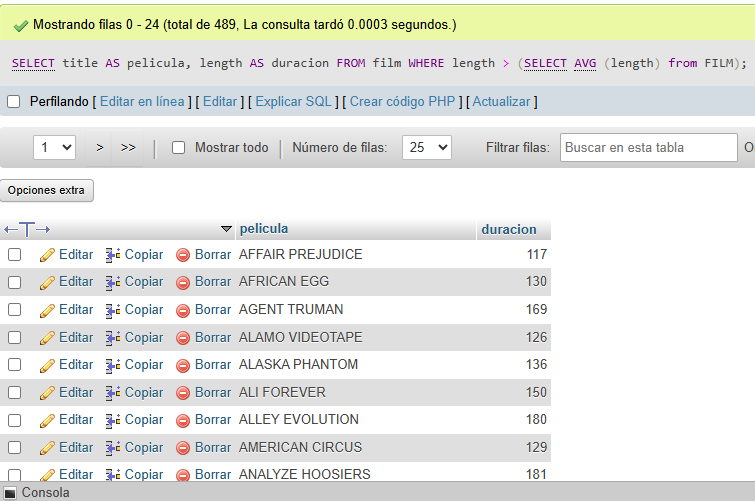 Mostrando filas 0 - 24 (total de 489, La consulta tardó 0.0003 segundos.)
SELECT title AS pelicula, length AS duracion FROM film WHERE length > (SELECT AVG (length) from FILM);
Perfilando [ Editar en línea ] [ Editar ] [ Explicar SQL ] [ Crear código PHP ] [ Actualizar ]
1 > >> | Mostrar todo | Número de filas: 25 Filtrar filas: Buscar en esta tabla O
Opciones extra
←T→ pelicula duracion
Editar Copiar Borrar AFFAIR PREJUDICE 117
Editar Copiar Borrar AFRICAN EGG 130
Editar Copiar Borrar AGENT TRUMAN 169
Editar Copiar Borrar ALAMO VIDEOTAPE 126
Editar Copiar Borrar ALASKA PHANTOM 136
Editar Copiar Borrar ALI FOREVER 150
Editar Copiar Borrar ALLEY EVOLUTION 180
Editar Copiar Borrar AMERICAN CIRCUS 129
Editar Copiar Borrar ANALYZE HOOSIERS 181
Consola